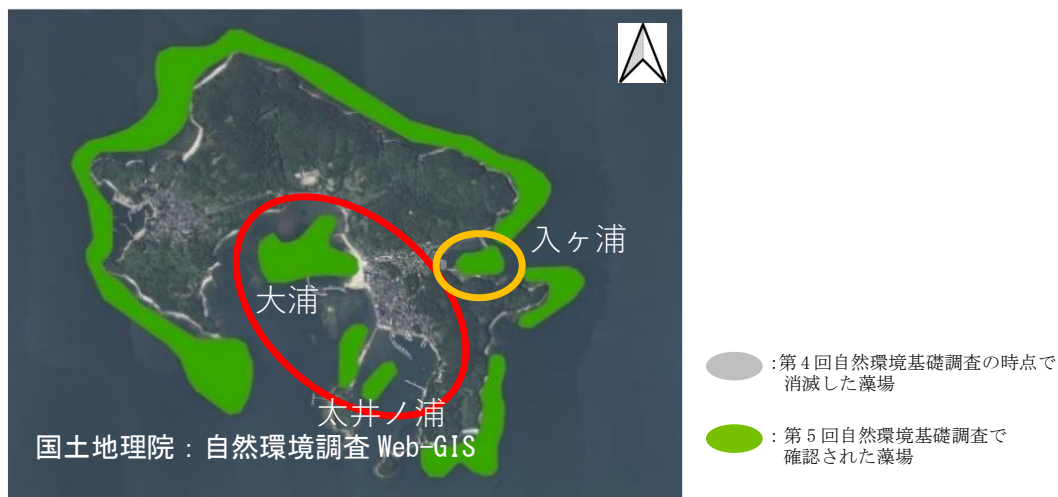 入ヶ浦
大浦
太井ノ浦
国土地理院：自然環境調査 Web-GIS
:第４回自然環境基礎調査の時点で
消滅した藻場
: 第５回自然環境基礎調査で
確認された藻場